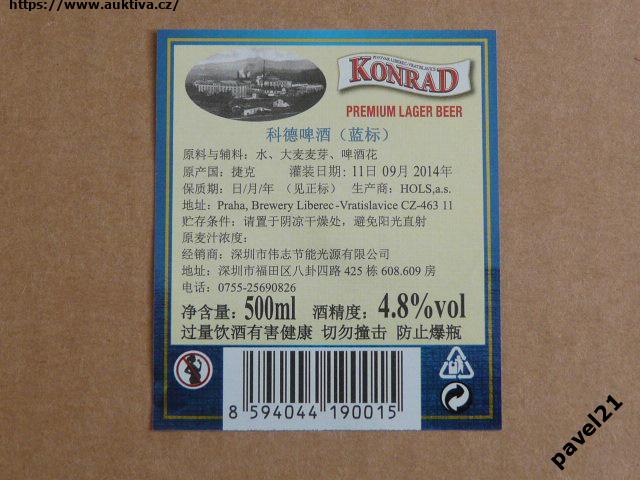 https://www.auktiva.cz/
PIVOVAR LIBEREC-VRATISLAVICE
KONRAD
PREMIUM LAGER BEER
科德啤酒（蓝标）
原料与辅料：水、大麦麦芽、啤酒花
原产国：捷克 灌装日期: 11日 09月 2014年
保质期：日/月/年 （见正标） 生产商：HOLS,a.s.
地址：Praha, Brewery Liberec-Vratislavice CZ-463 11
贮存条件：请置于阴凉干燥处，避免阳光直射
原麦汁浓度：
经销商：深圳市伟志节能光源有限公司
地址：深圳市福田区八卦四路 425 栋 608.609 房
电话：0755-25690826
净含量：500ml 酒精度：4.8%vol
过量饮酒有害健康 切勿撞击 防止爆瓶
8 594044 190015
pavel21